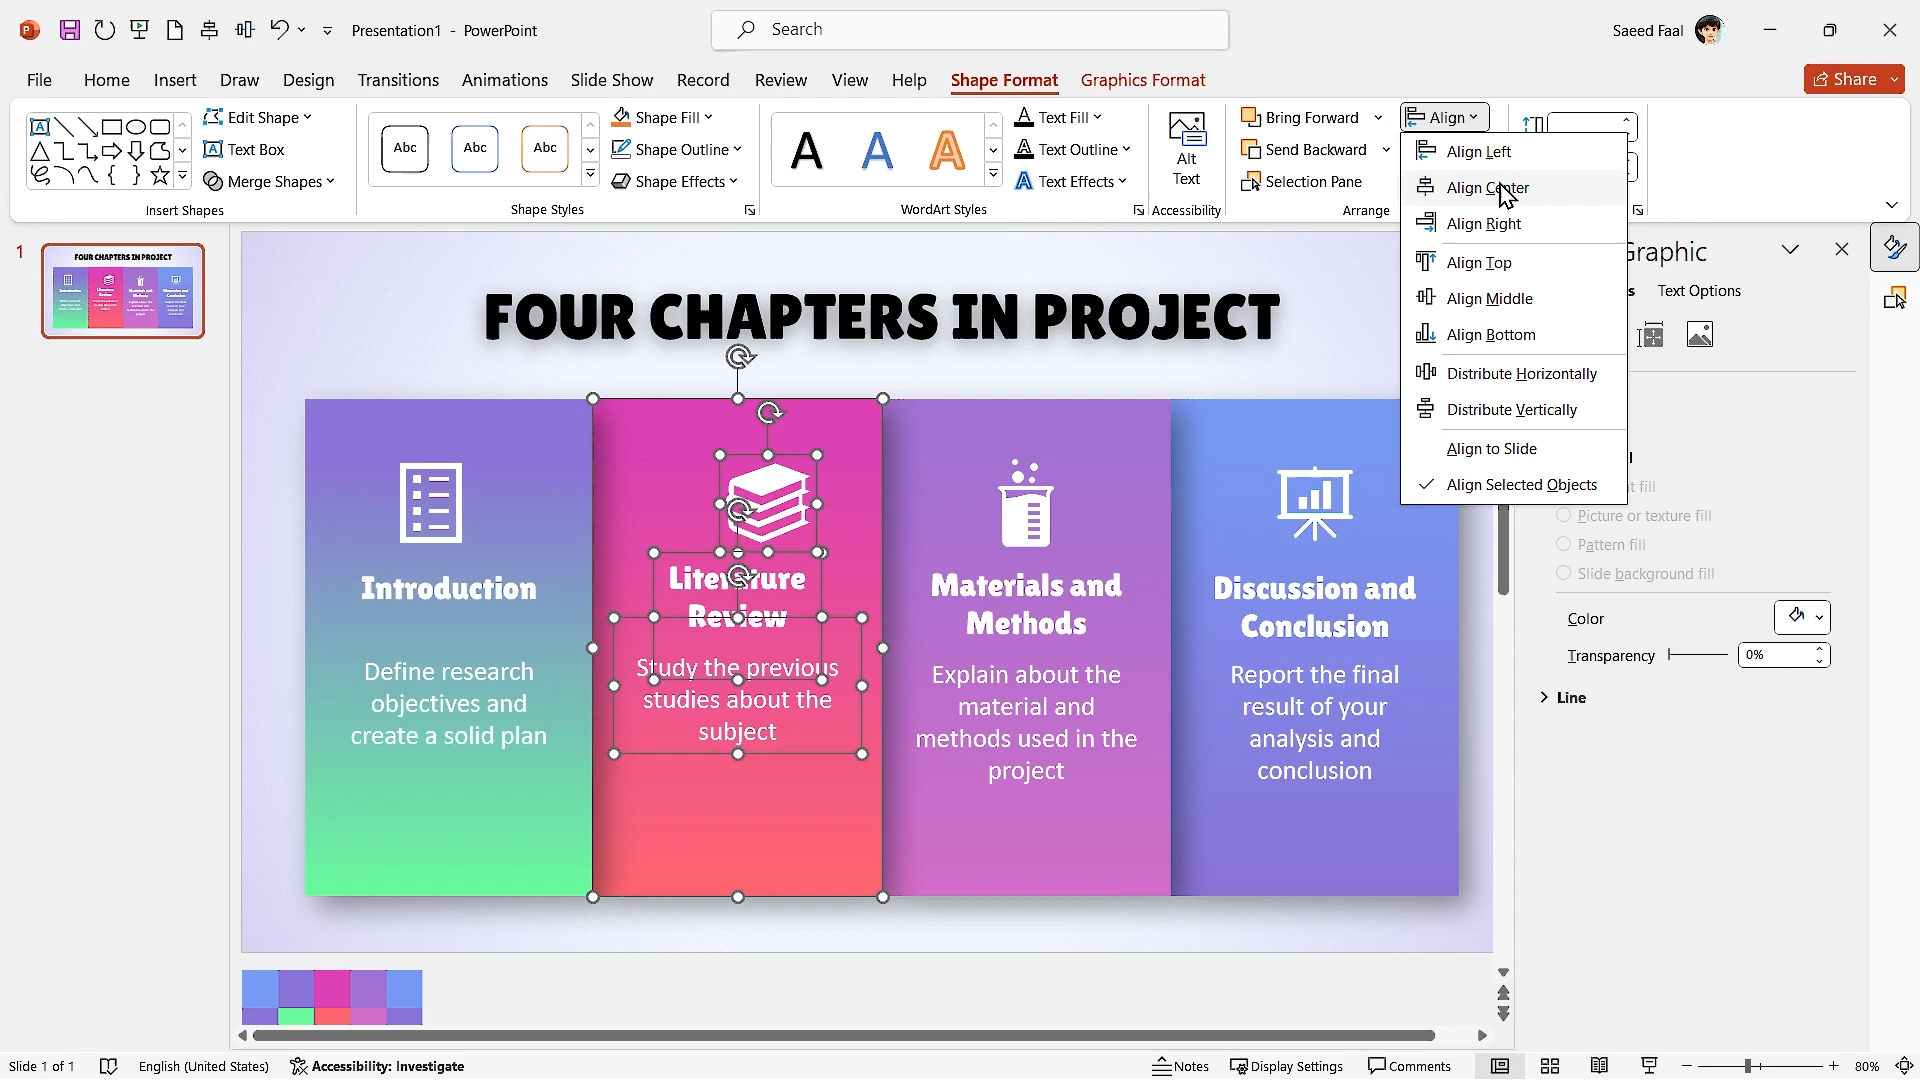 Presentation1 - PowerPoint
Search
Saeed Faal
File Home Insert Draw Design Transitions Animations Slide Show Record Review View Help Shape Format Graphics Format
Share
Edit Shape
Text Box
Merge Shapes
Insert Shapes
Abc Abc Abc
Shape Fill
Shape Outline
Shape Effects
Shape Styles
A A A
Text Fill
Text Outline
Text Effects
WordArt Styles
Alt
Text
Accessibility
Bring Forward
Send Backward
Selection Pane
Arrange
Align
Align Left
Align Center
Align Right
Align Top
Align Middle
Align Bottom
Distribute Horizontally
Distribute Vertically
Align to Slide
Align Selected Objects
Graphic
Text Options
Picture or texture fill
Pattern fill
Slide background fill
Color
Transparency 0%
Line
1
FOUR CHAPTERS IN PROJECT
FOUR CHAPTERS IN PROJECT
Introduction
Define research
objectives and
create a solid plan
Literature
Review
Study the previous
studies about the
subject
Materials and
Methods
Explain about the
material and
methods used in the
project
Discussion and
Conclusion
Report the final
result of your
analysis and
conclusion
Slide 1 of 1 English (United States) Accessibility: Investigate Notes Display Settings Comments 80%